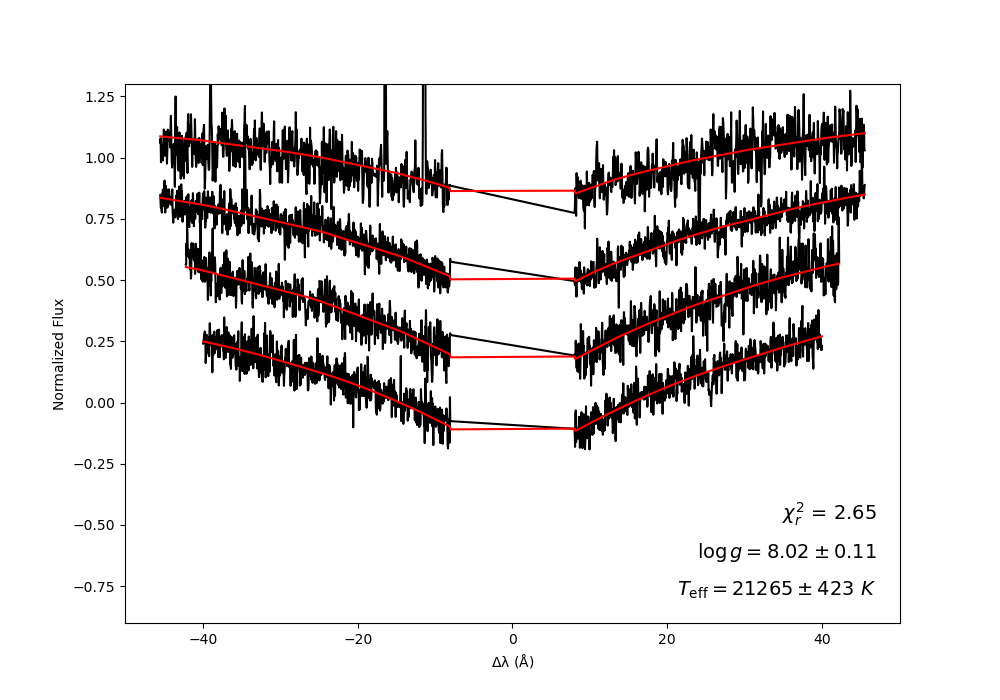 1.25
1.00
0.75
0.50
0.25
0.00
−0.25
−0.50
−0.75
Normalized Flux
χ²ᵣ = 2.65
log g = 8.02 ± 0.11
T_eff = 21265 ± 423 K
−40 −20 0 20 40
Δλ (Å)